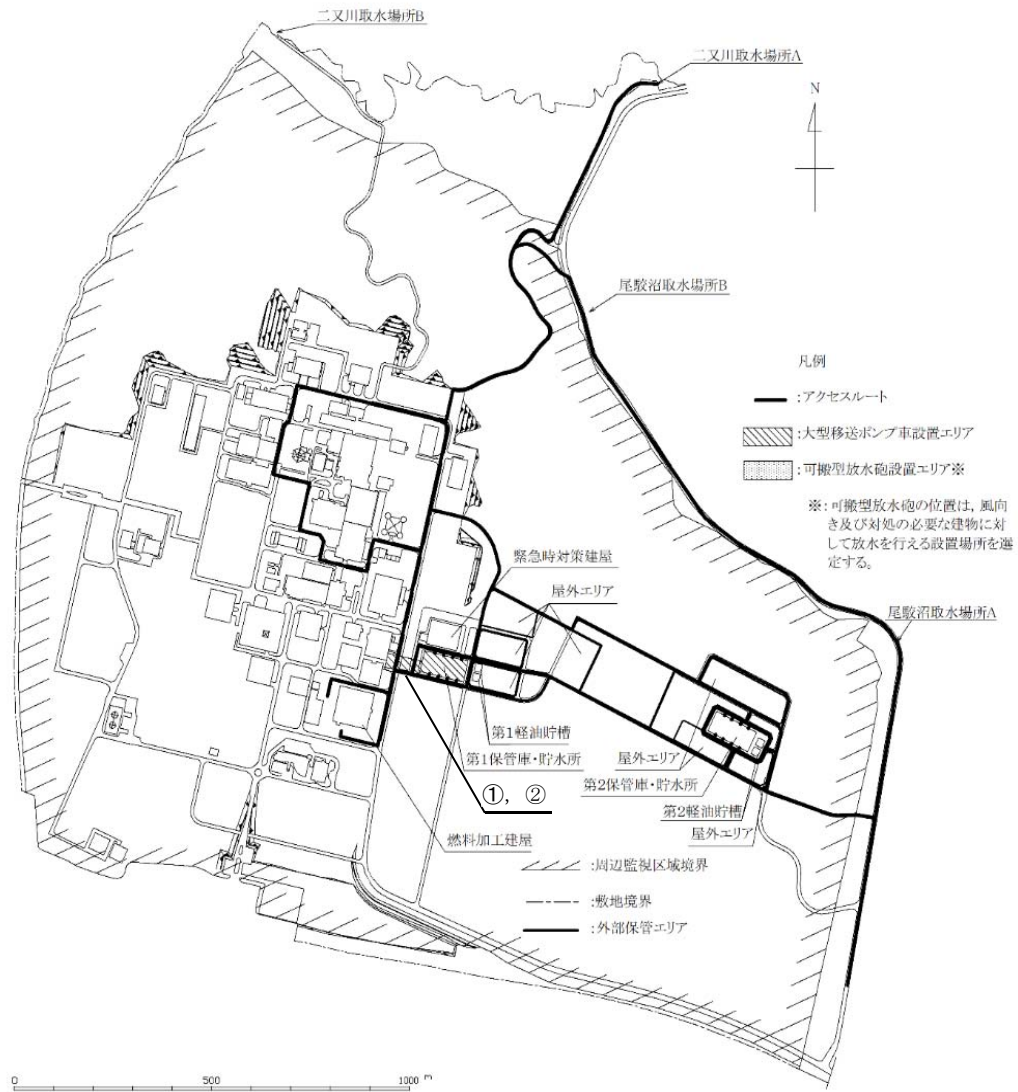 二又川取水場所B
二又川取水場所A
N
尾駮沼取水場所B
凡例
:アクセスルート
:大型移送ポンプ車設置エリア
:可搬型放水砲設置エリア※
※:可搬型放水砲の位置は，風向
き及び対処の必要な建物に対
して放水を行える設置場所を選
定する。
緊急時対策建屋
屋外エリア
尾駮沼取水場所A
第1軽油貯槽
第1保管庫・貯水所
屋外エリア
第2保管庫・貯水所
①，②
第2軽油貯槽
屋外エリア
燃料加工建屋
:周辺監視区域境界
:敷地境界
:外部保管エリア
0 500 1000 m